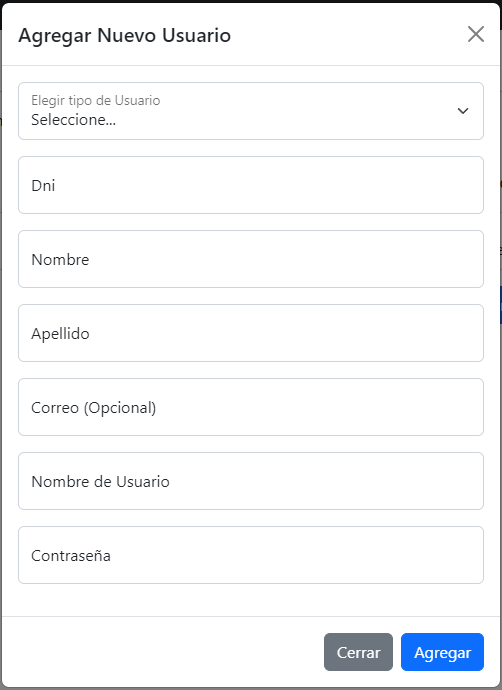 Agregar Nuevo Usuario
Elegir tipo de Usuario
Seleccione...
Dni
Nombre
Apellido
Correo (Opcional)
Nombre de Usuario
Contraseña
Cerrar
Agregar